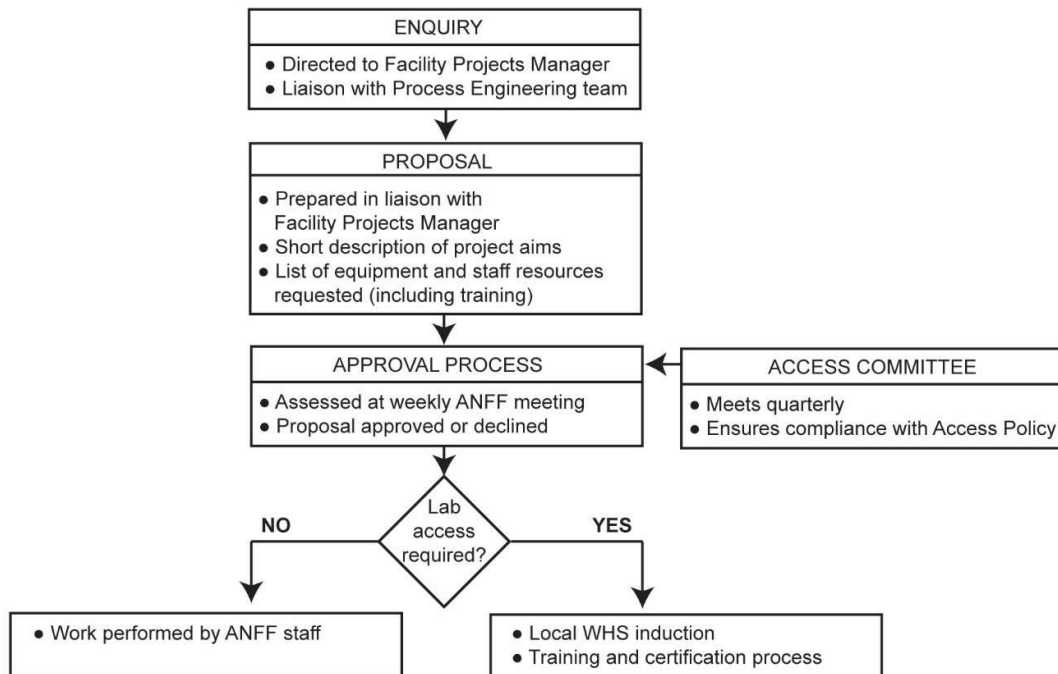 ENQUIRY
● Directed to Facility Projects Manager
● Liaison with Process Engineering team
PROPOSAL
● Prepared in liaison with
Facility Projects Manager
● Short description of project aims
● List of equipment and staff resources
requested (including training)
APPROVAL PROCESS
● Assessed at weekly ANFF meeting
● Proposal approved or declined
ACCESS COMMITTEE
● Meets quarterly
● Ensures compliance with Access Policy
Lab
access
required?
NO
YES
● Work performed by ANFF staff
● Local WHS induction
● Training and certification process